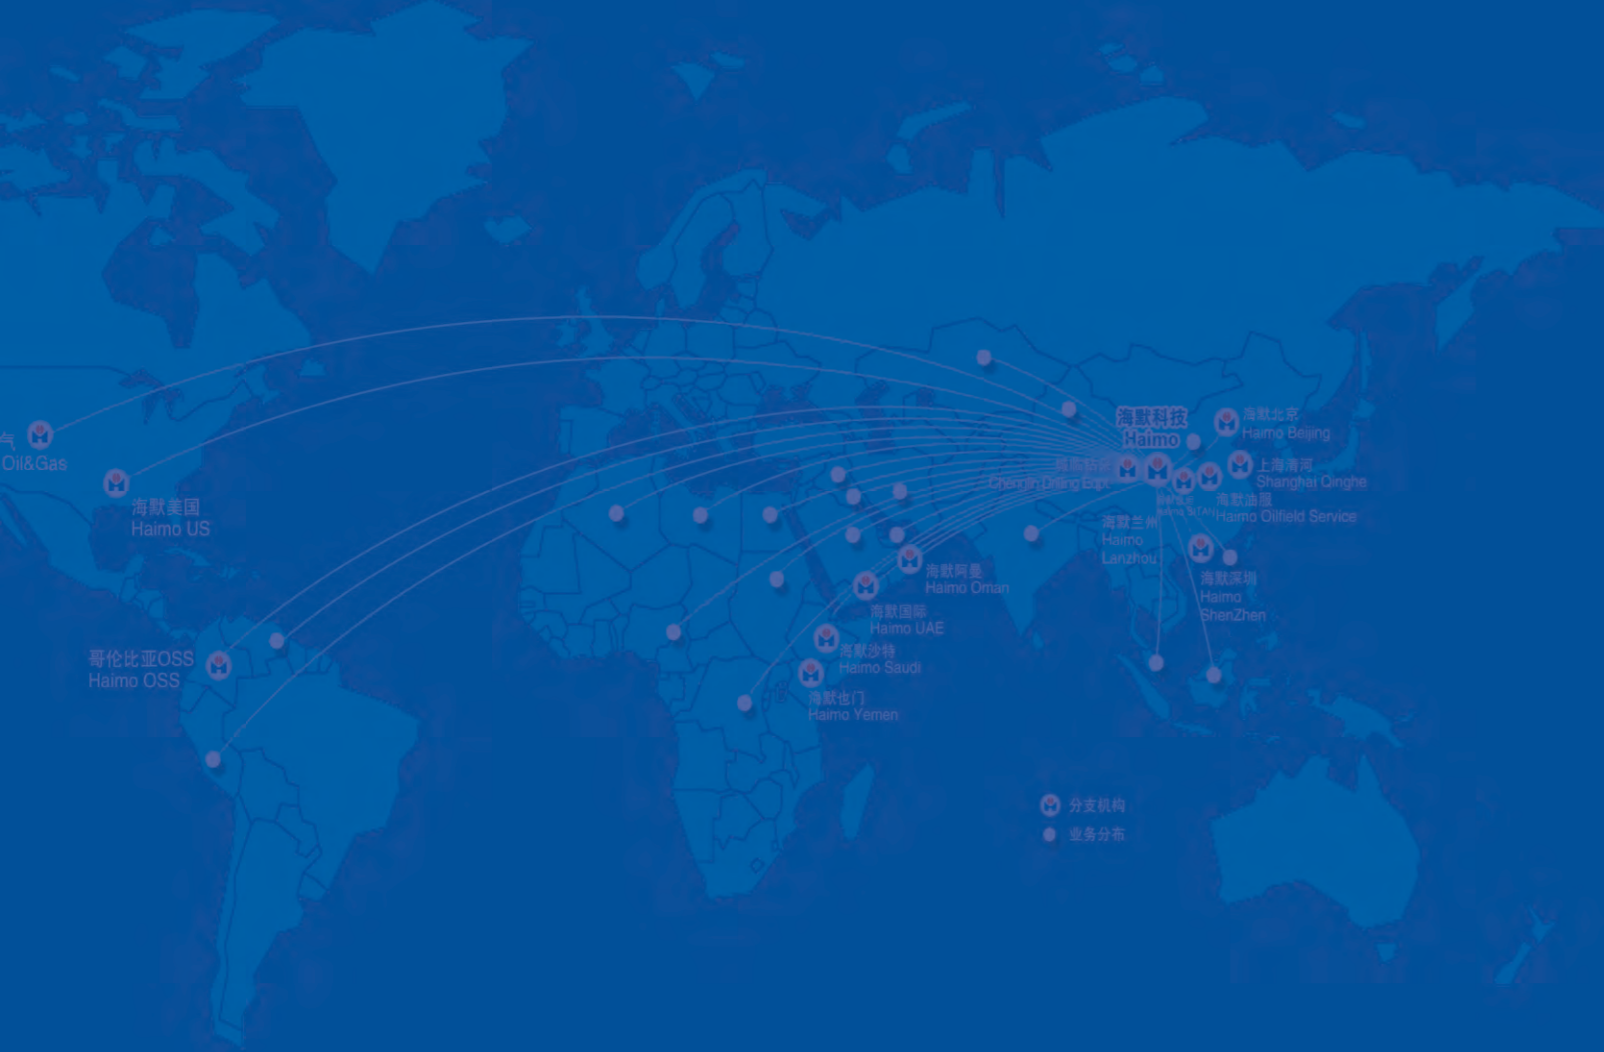 气
Oil&Gas
海默美国
Haimo US
哥伦比亚OSS
Haimo OSS
海默科技
Haimo
海默北京
Haimo Beijing
上海清河
Shanghai Qinghe
Chenglin Drilling Eqpt.
海默油服
Haimo Oilfield Service
海默兰州
Haimo
Lanzhou
海默深圳
Haimo
ShenZhen
海默阿曼
Haimo Oman
海默国际
Haimo UAE
海默沙特
Haimo Saudi
海默也门
Haimo Yemen
分支机构
业务分布